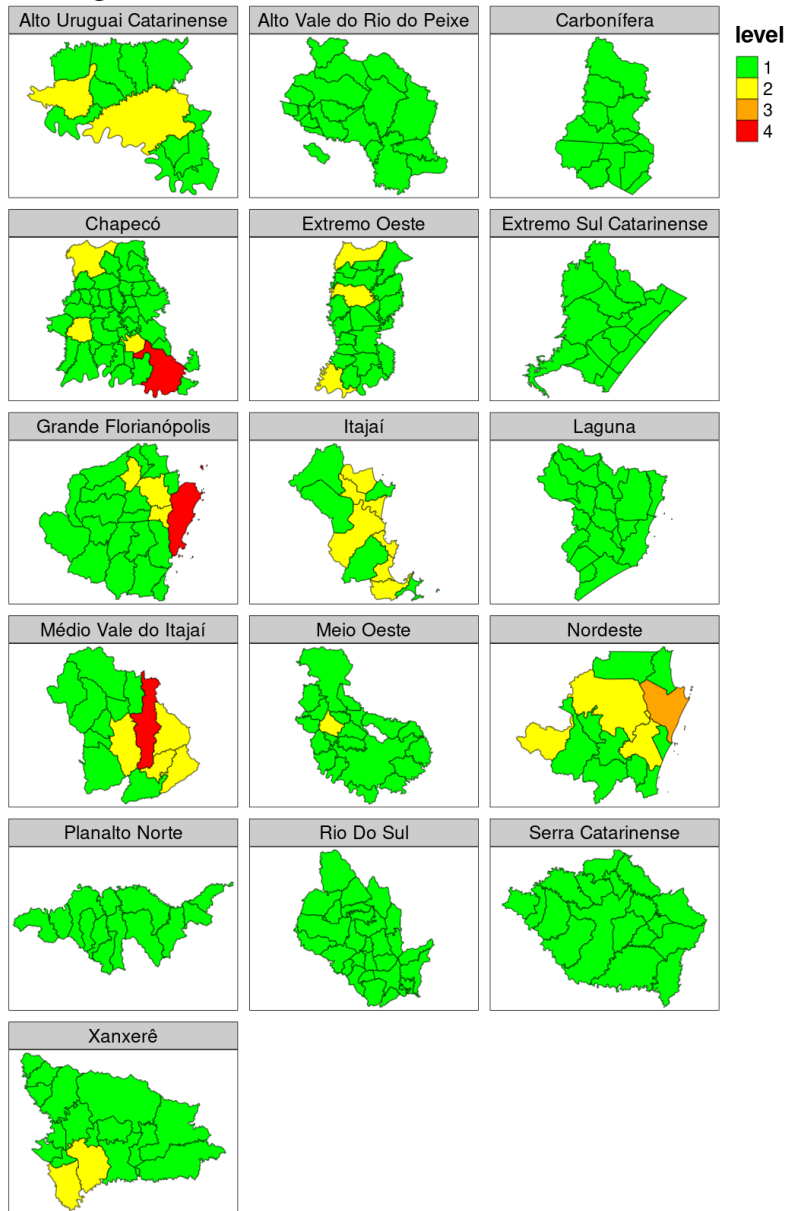 Alto Uruguai Catarinense
Alto Vale do Rio do Peixe
Carbonífera
level
1
2
3
4
Chapecó
Extremo Oeste
Extremo Sul Catarinense
Grande Florianópolis
Itajaí
Laguna
Médio Vale do Itajaí
Meio Oeste
Nordeste
Planalto Norte
Rio Do Sul
Serra Catarinense
Xanxerê